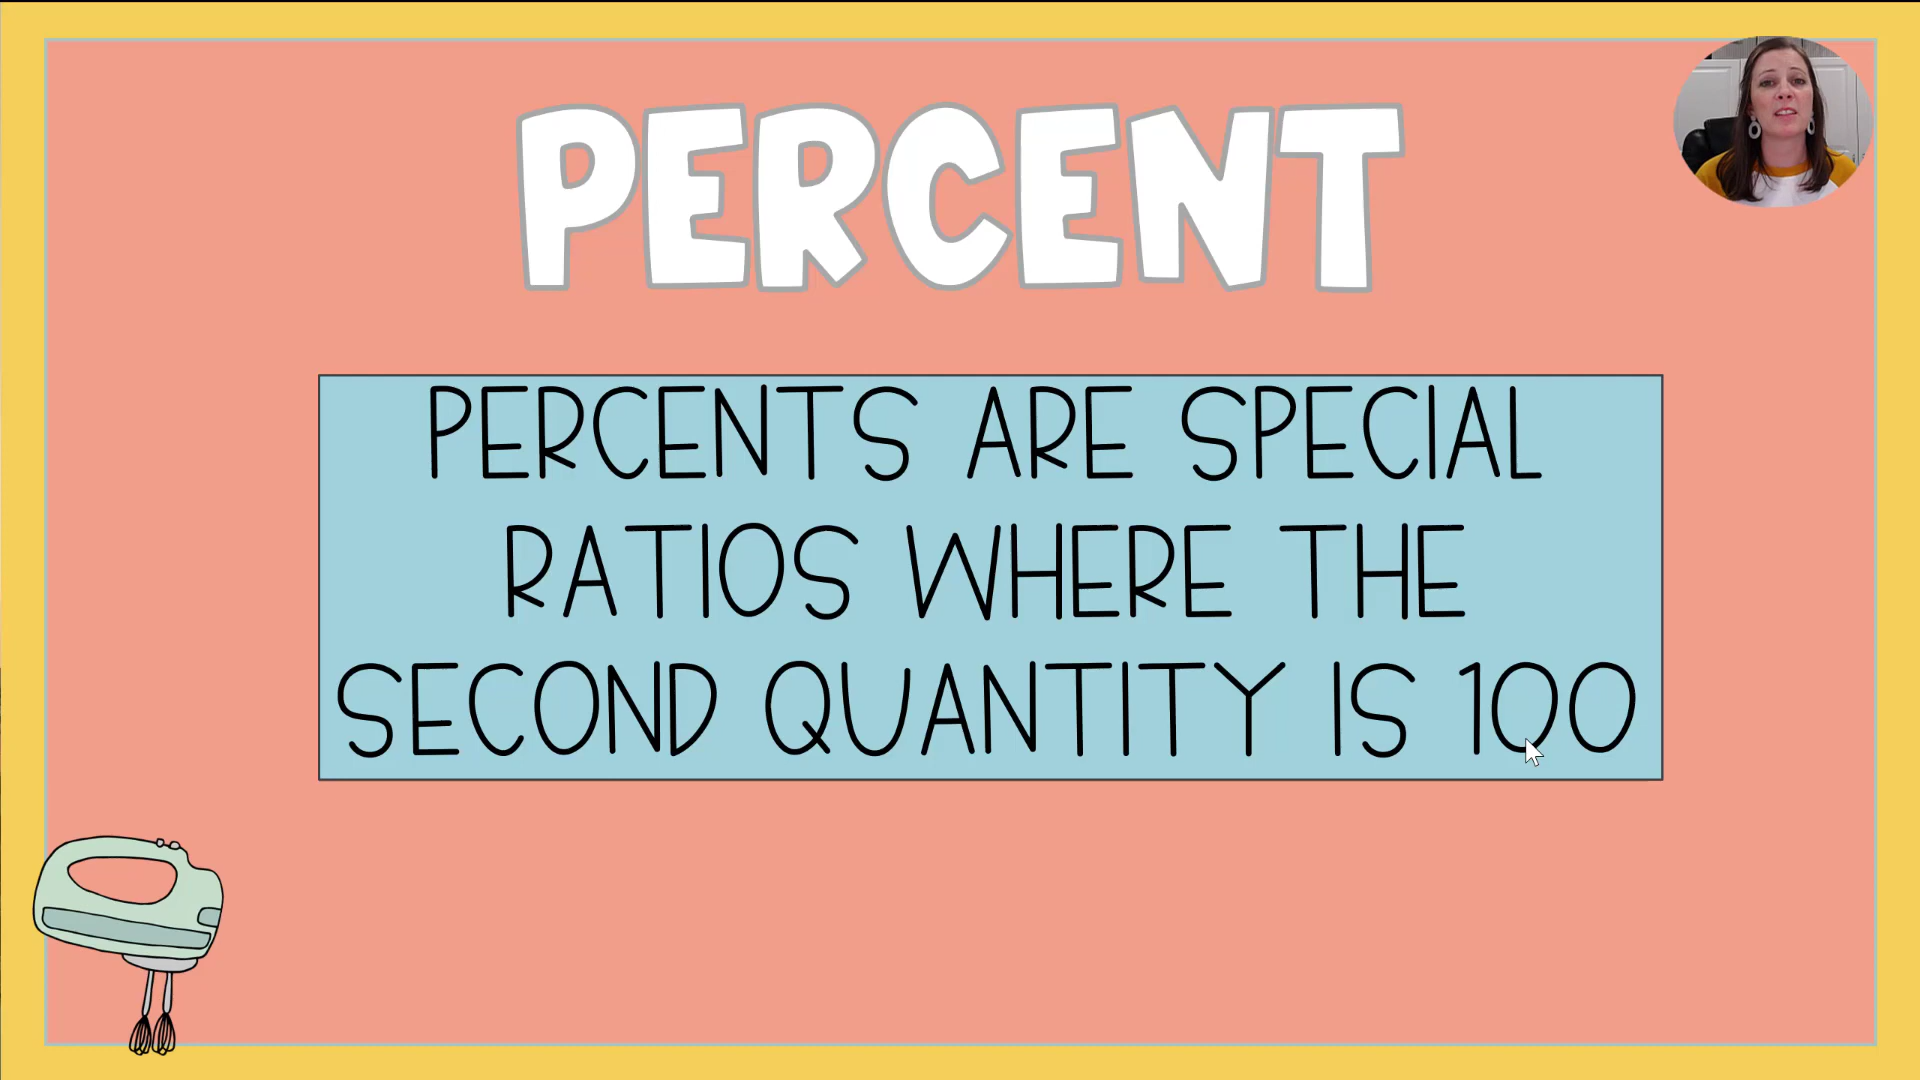 PERCENT
PERCENTS ARE SPECIAL
RATIOS WHERE THE
SECOND QUANTITY IS 100